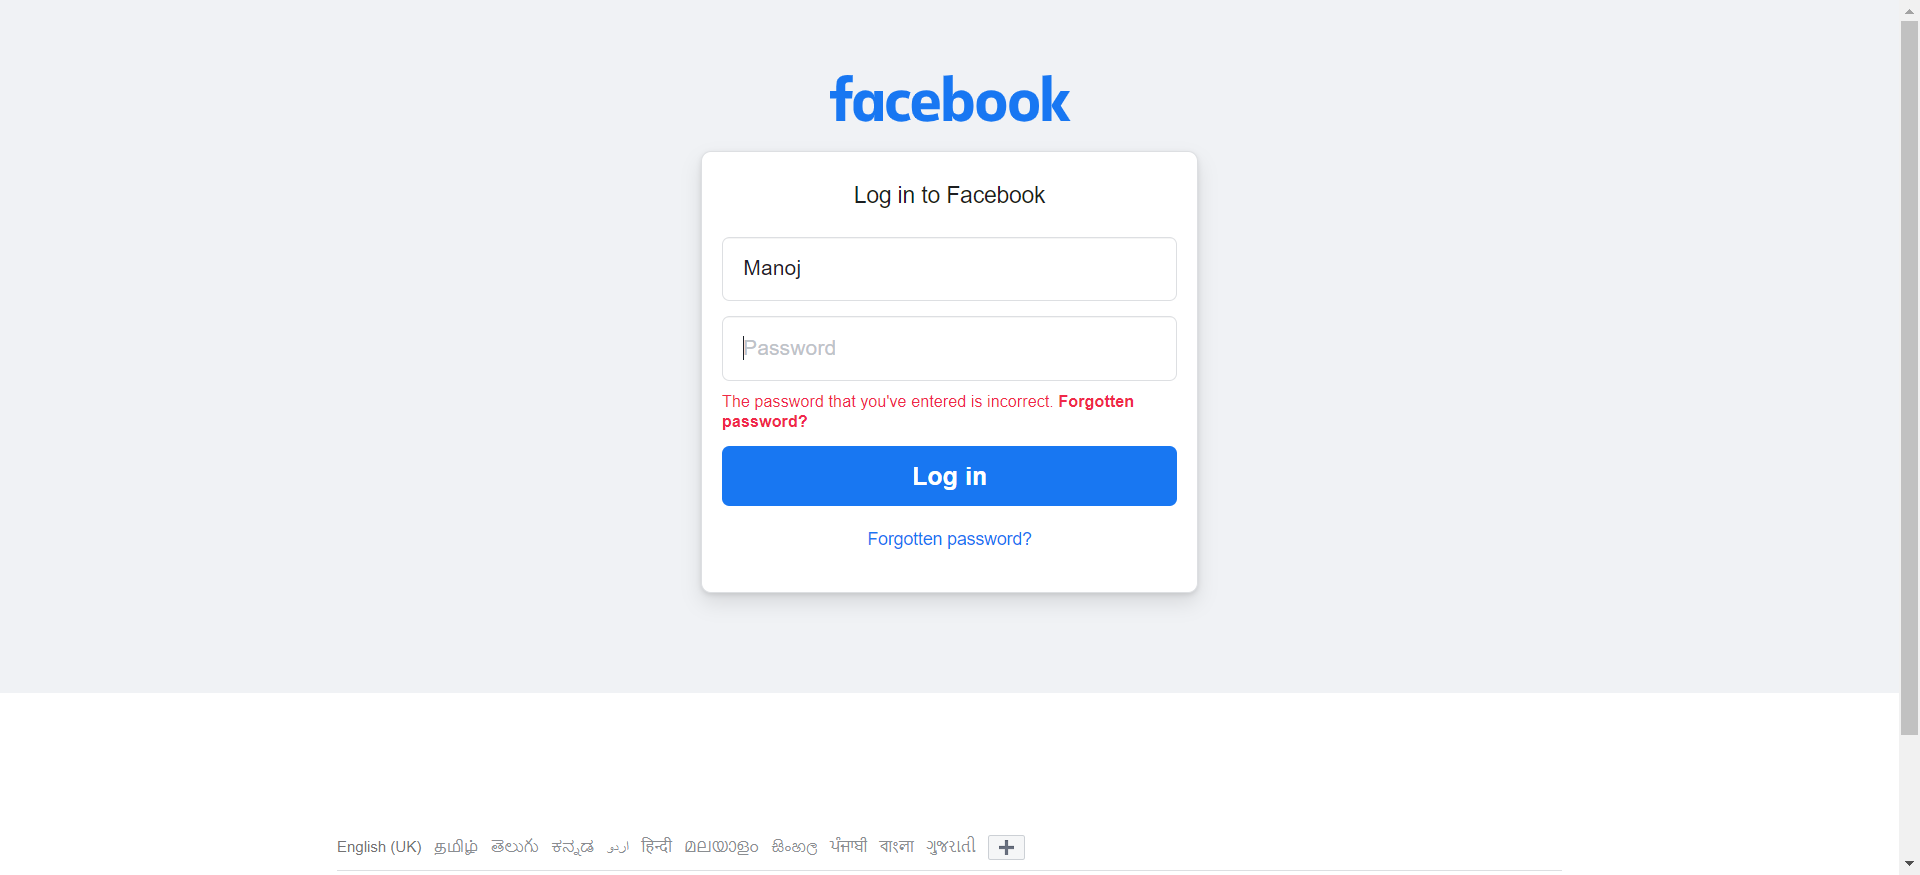 facebook
Log in to Facebook
Manoj
Password
The password that you've entered is incorrect. Forgotten
password?
Log in
Forgotten password?
English (UK) தமிழ் తెలుగు ಕನ್ನಡ اردو हिन्दी മലയാളം සිංහල ਪੰਜਾਬੀ বাংলা ગુજરાતી